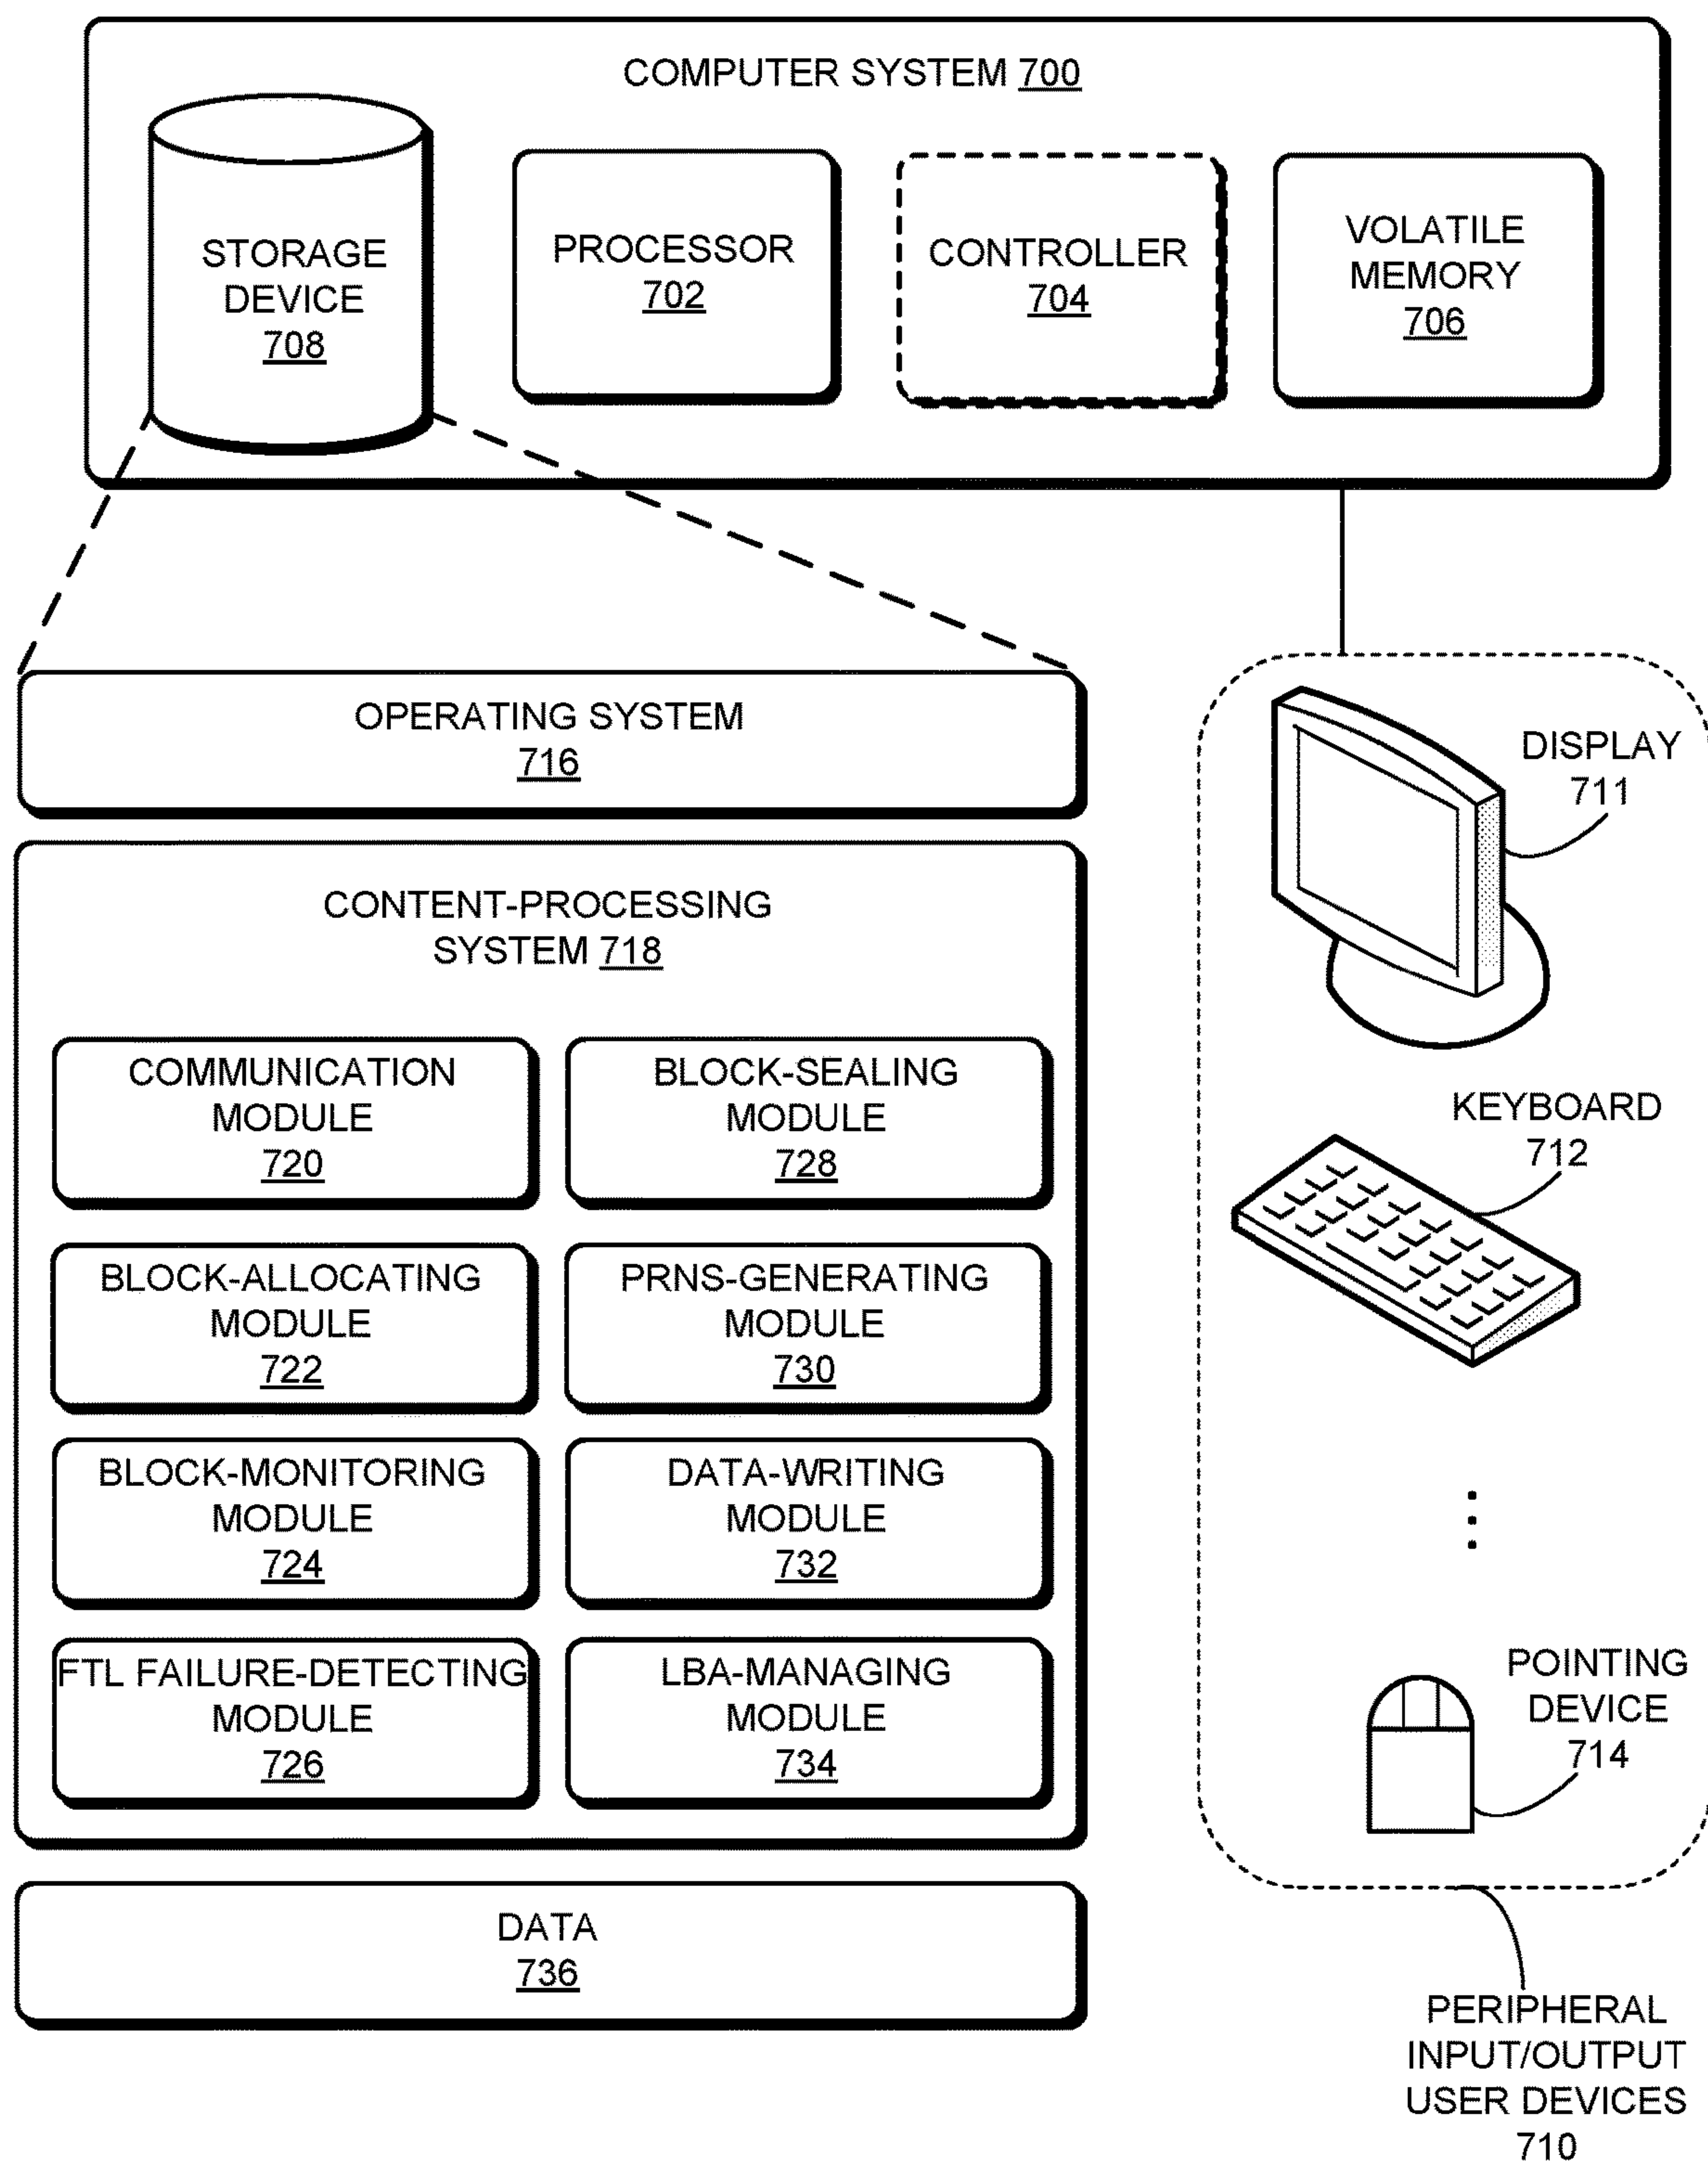 COMPUTER SYSTEM 700
STORAGE
DEVICE
708
PROCESSOR
702
CONTROLLER
704
VOLATILE
MEMORY
706
OPERATING SYSTEM
716
CONTENT-PROCESSING
SYSTEM 718
COMMUNICATION
MODULE
720
BLOCK-SEALING
MODULE
728
BLOCK-ALLOCATING
MODULE
722
PRNS-GENERATING
MODULE
730
BLOCK-MONITORING
MODULE
724
DATA-WRITING
MODULE
732
FTL FAILURE-DETECTING
MODULE
726
LBA-MANAGING
MODULE
734
DATA
736
DISPLAY
711
KEYBOARD
712
POINTING
DEVICE
714
PERIPHERAL
INPUT/OUTPUT
USER DEVICES
710